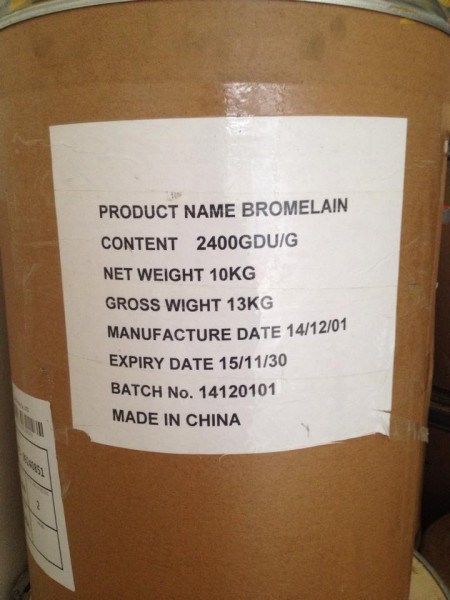 PRODUCT NAME BROMELAIN
CONTENT 2400GDU/G
NET WEIGHT 10KG
GROSS WIGHT 13KG
MANUFACTURE DATE 14/12/01
EXPIRY DATE 15/11/30
BATCH No. 14120101
MADE IN CHINA
2